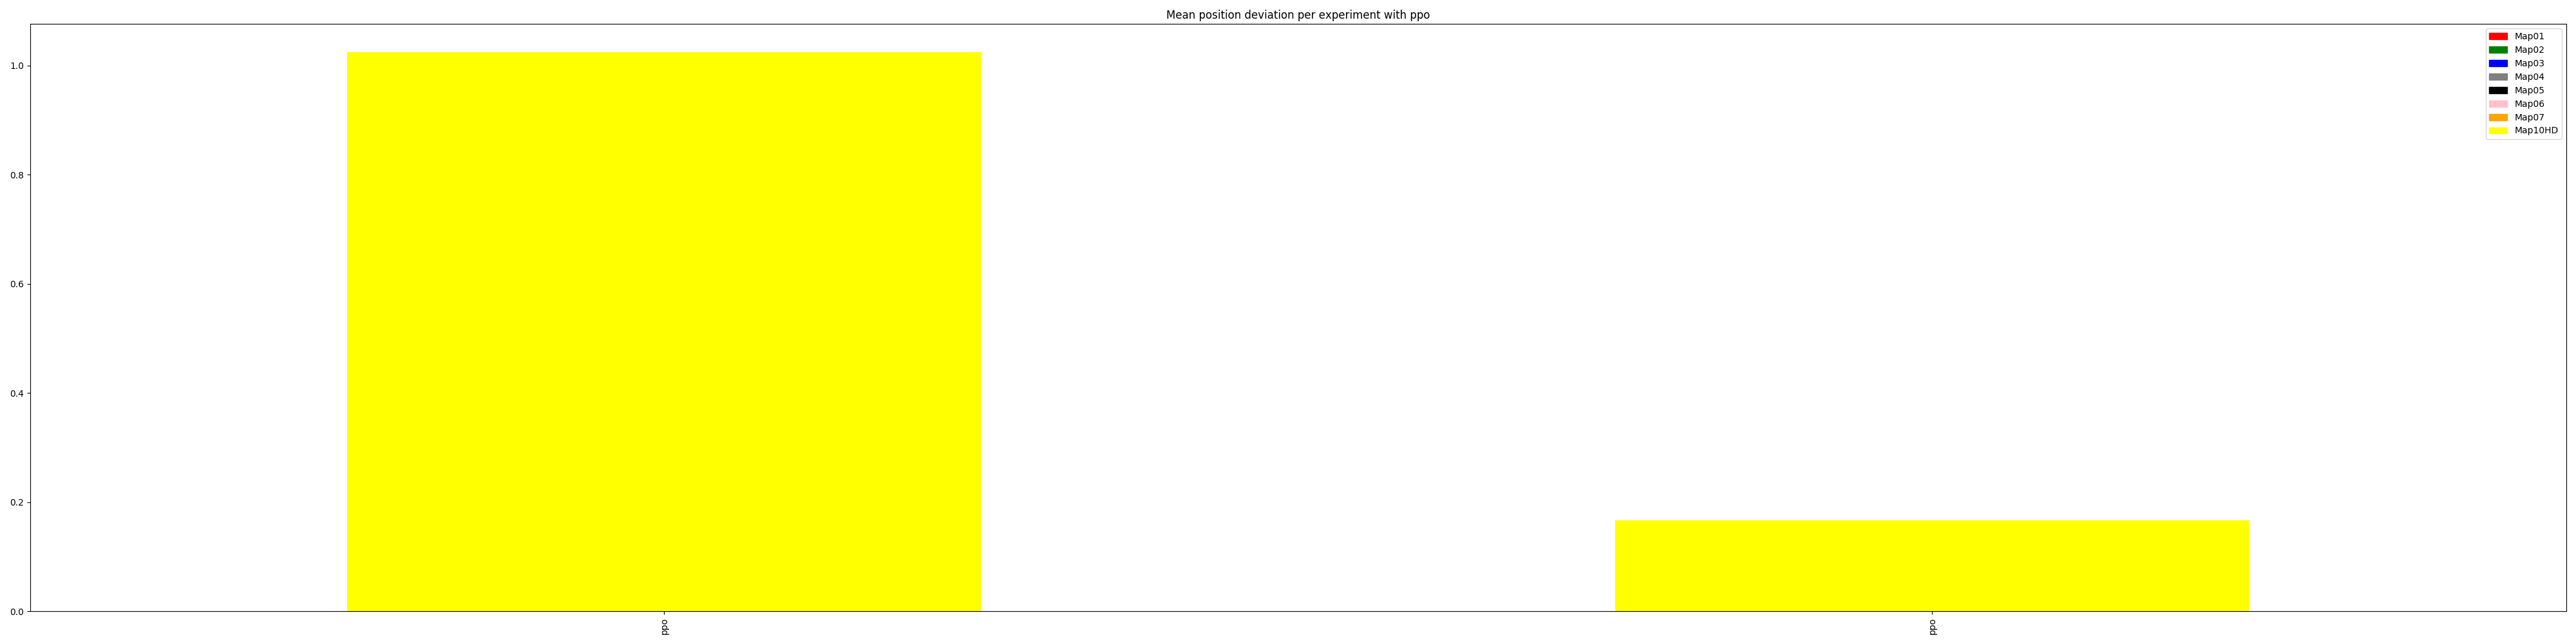 Mean position deviation per experiment with ppo
1.0
0.8
0.6
0.4
0.2
0.0
Map01
Map02
Map03
Map04
Map05
Map06
Map07
Map10HD
ppo
ppo